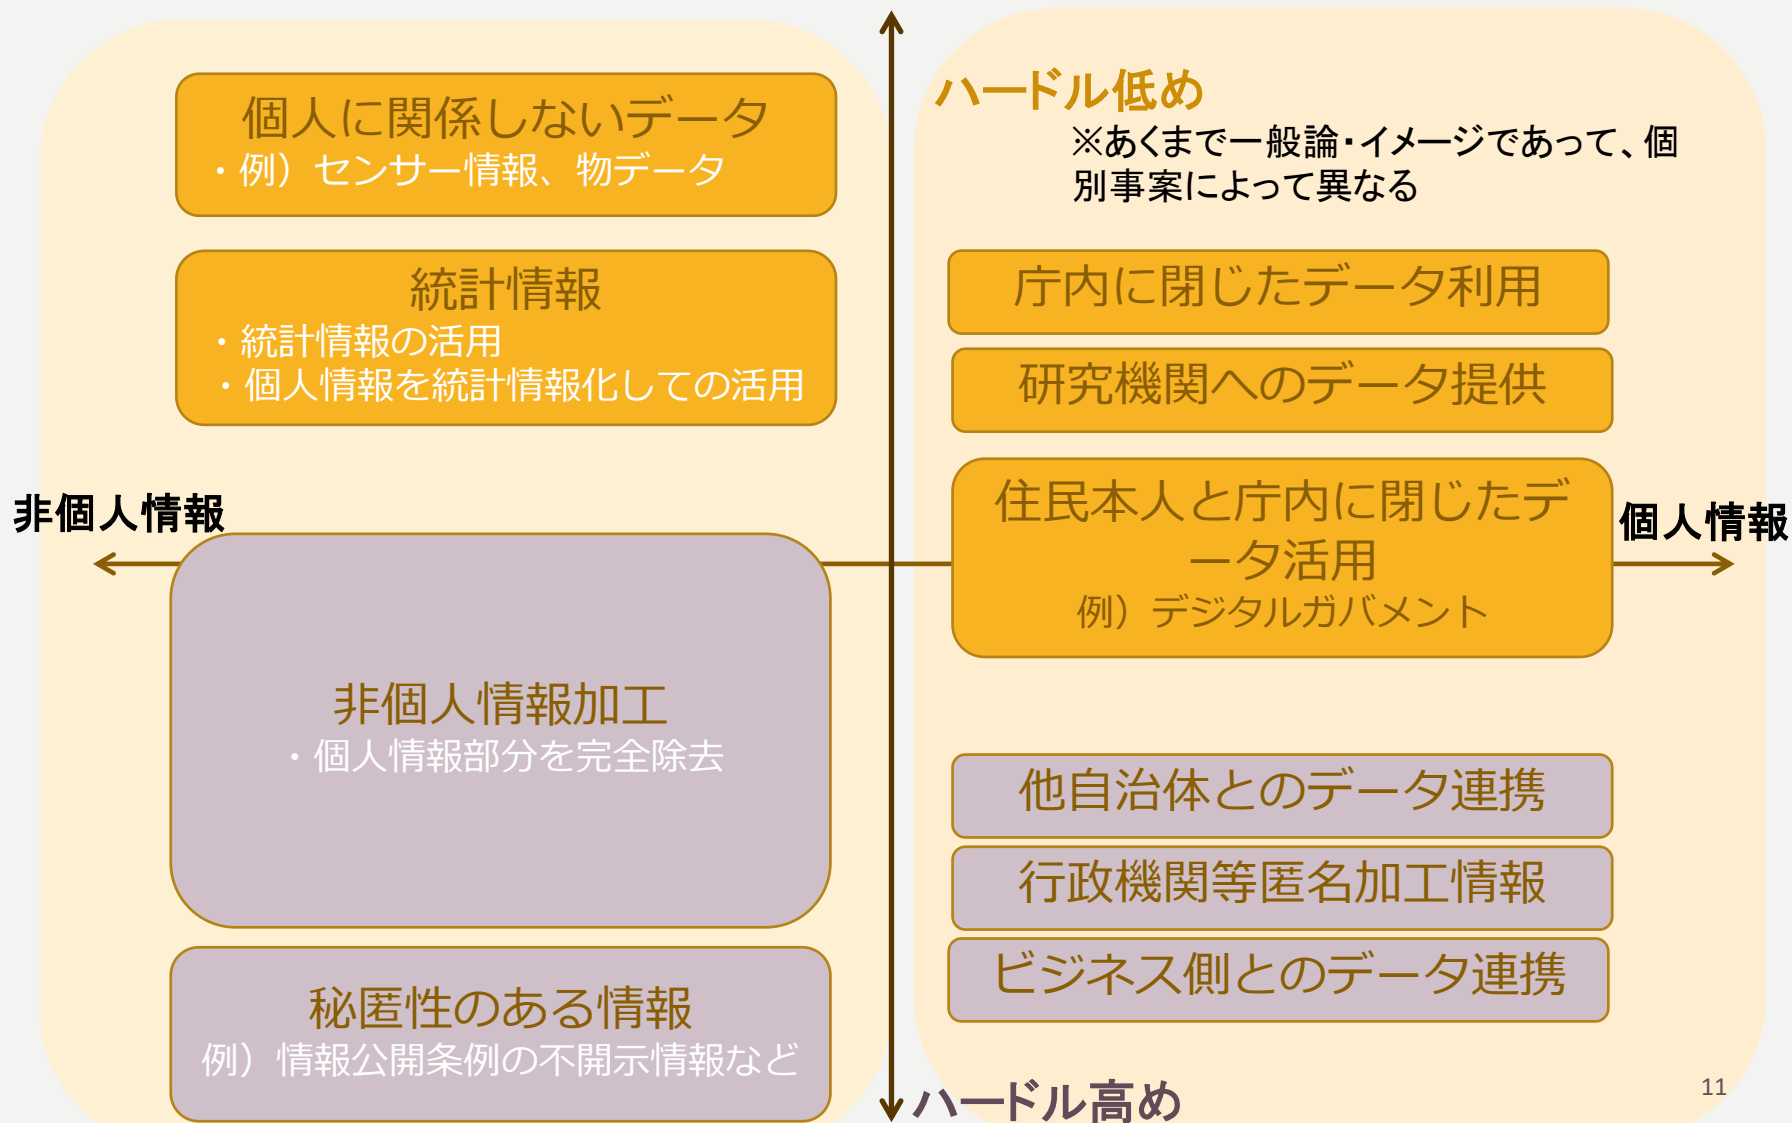 個人に関係しないデータ
・例）センサー情報、物データ
統計情報
・統計情報の活用
・個人情報を統計情報化しての活用
非個人情報
非個人情報加工
・個人情報部分を完全除去
秘匿性のある情報
例）情報公開条例の不開示情報など
ハードル低め
※あくまで一般論・イメージであって、個
別事案によって異なる
庁内に閉じたデータ利用
研究機関へのデータ提供
住民本人と庁内に閉じたデ
ータ活用
例）デジタルガバメント
個人情報
他自治体とのデータ連携
行政機関等匿名加工情報
ビジネス側とのデータ連携
ハードル高め
11